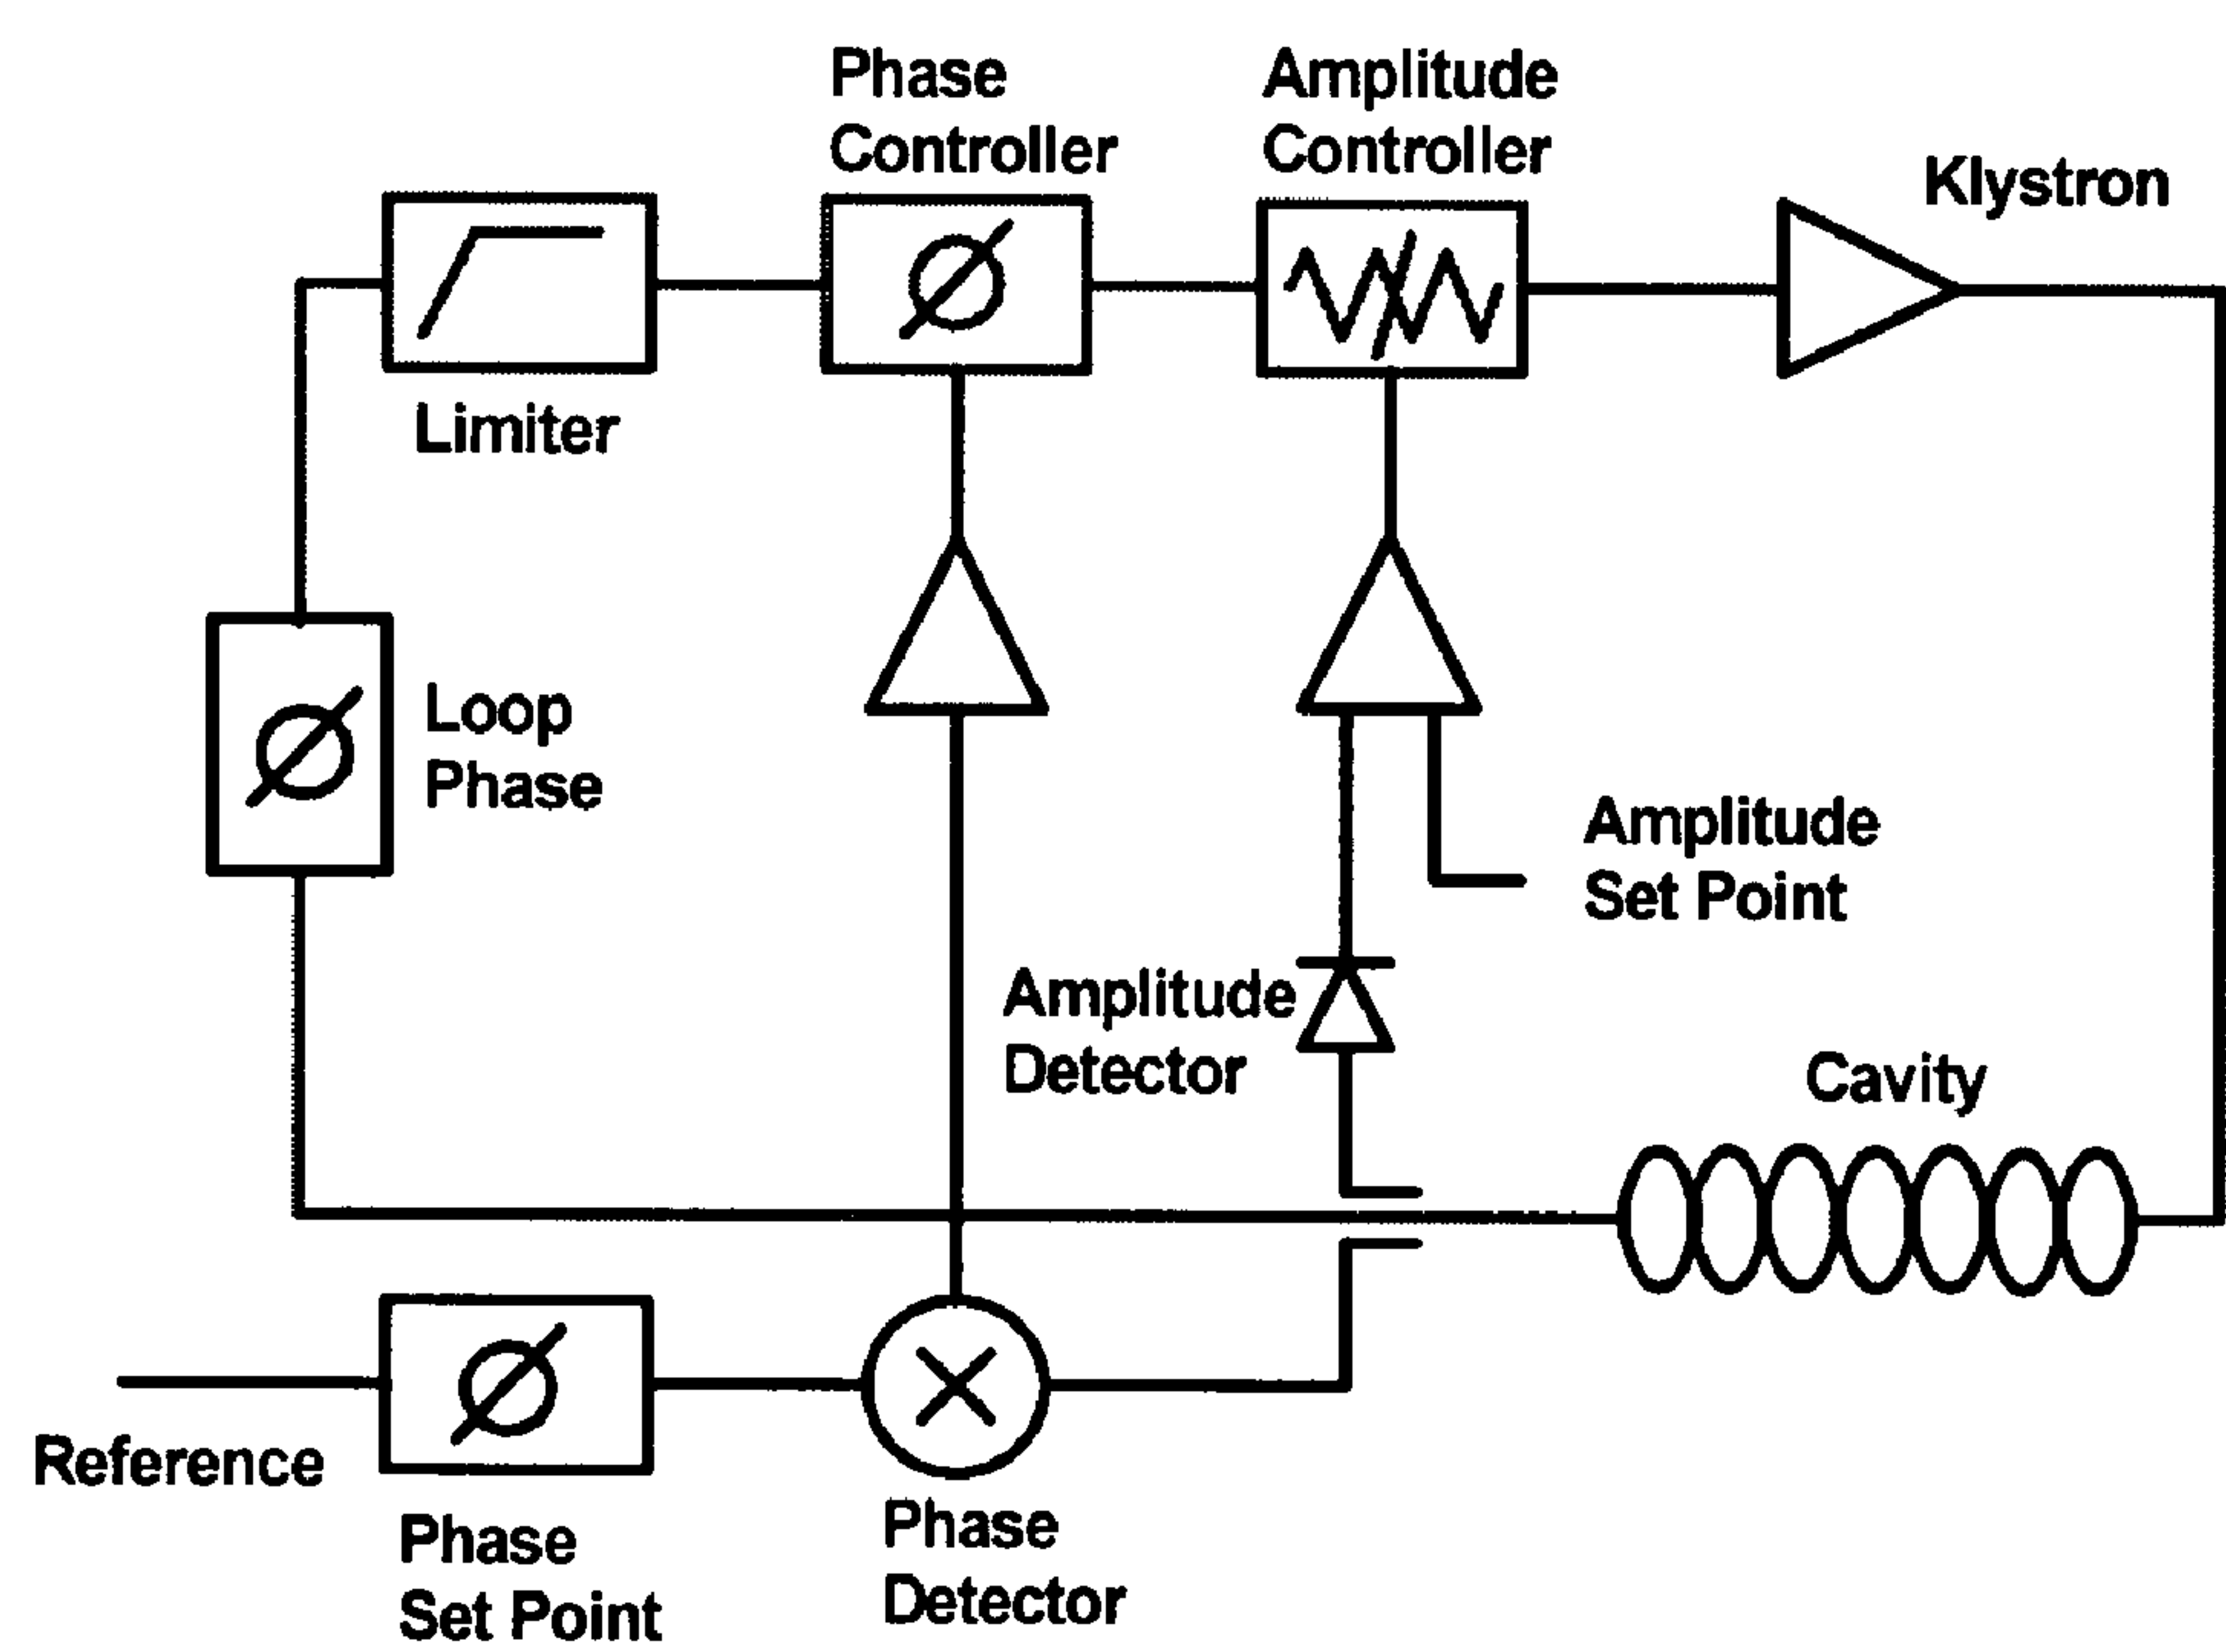 Phase
Controller
Amplitude
Controller
Klystron
Limiter
Loop
Phase
Amplitude
Set Point
Amplitude
Detector
Cavity
Reference
Phase
Set Point
Phase
Detector